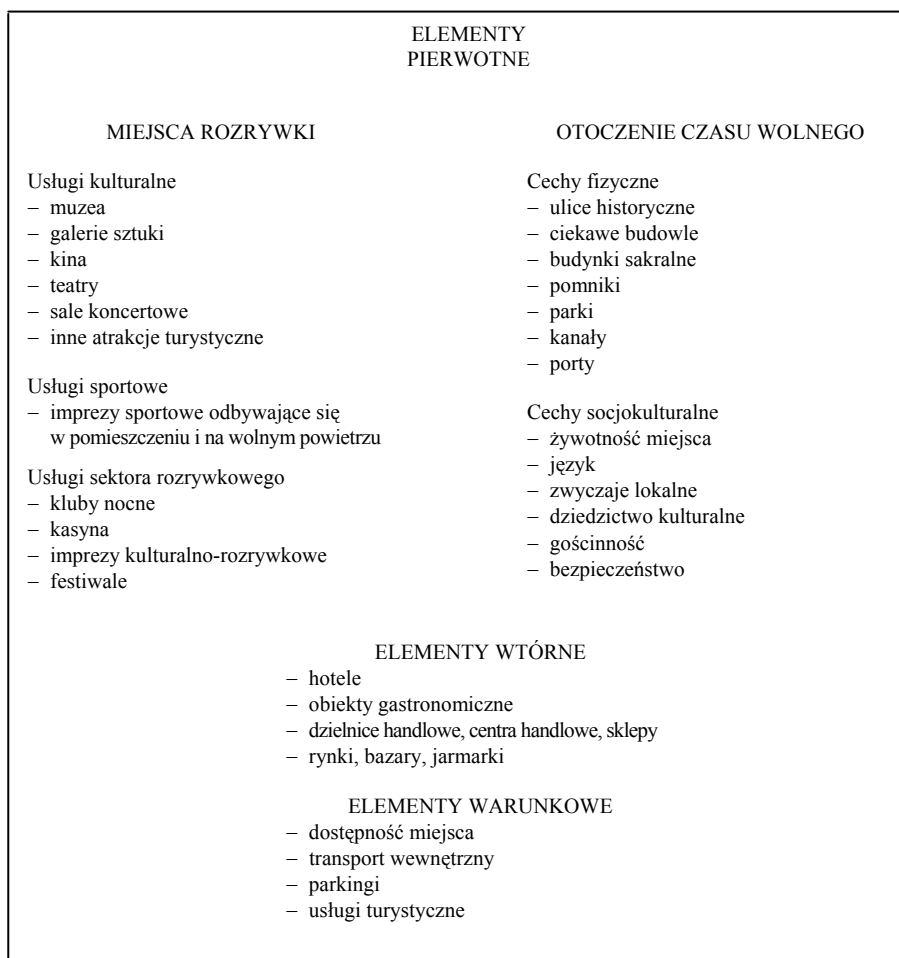 ELEMENTY
PIERWOTNE
MIEJSCA ROZRYWKI
Usługi kulturalne
– muzea
– galerie sztuki
– kina
– teatry
– sale koncertowe
– inne atrakcje turystyczne
Usługi sportowe
– imprezy sportowe odbywające się
w pomieszczeniu i na wolnym powietrzu
Usługi sektora rozrywkowego
– kluby nocne
– kasyna
– imprezy kulturalno-rozrywkowe
– festiwale
OTOCZENIE CZASU WOLNEGO
Cechy fizyczne
– ulice historyczne
– ciekawe budowle
– budynki sakralne
– pomniki
– parki
– kanały
– porty
Cechy socjokulturalne
– żywotność miejsca
– język
– zwyczaje lokalne
– dziedzictwo kulturalne
– gościnność
– bezpieczeństwo
ELEMENTY WTÓRNE
– hotele
– obiekty gastronomiczne
– dzielnice handlowe, centra handlowe, sklepy
– rynki, bazary, jarmarki
ELEMENTY WARUNKOWE
– dostępność miejsca
– transport wewnętrzny
– parkingi
– usługi turystyczne